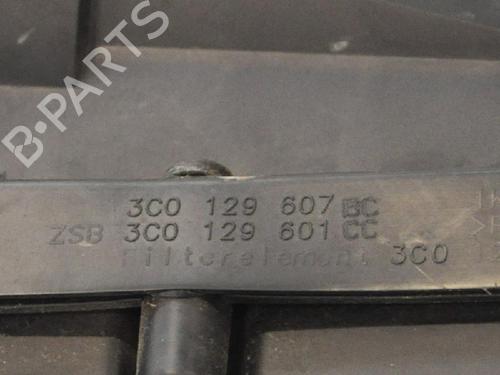 B-PARTS
3C0 129 607 BC
ZSB 3C0 129 601 CC
Filterelement 3C0